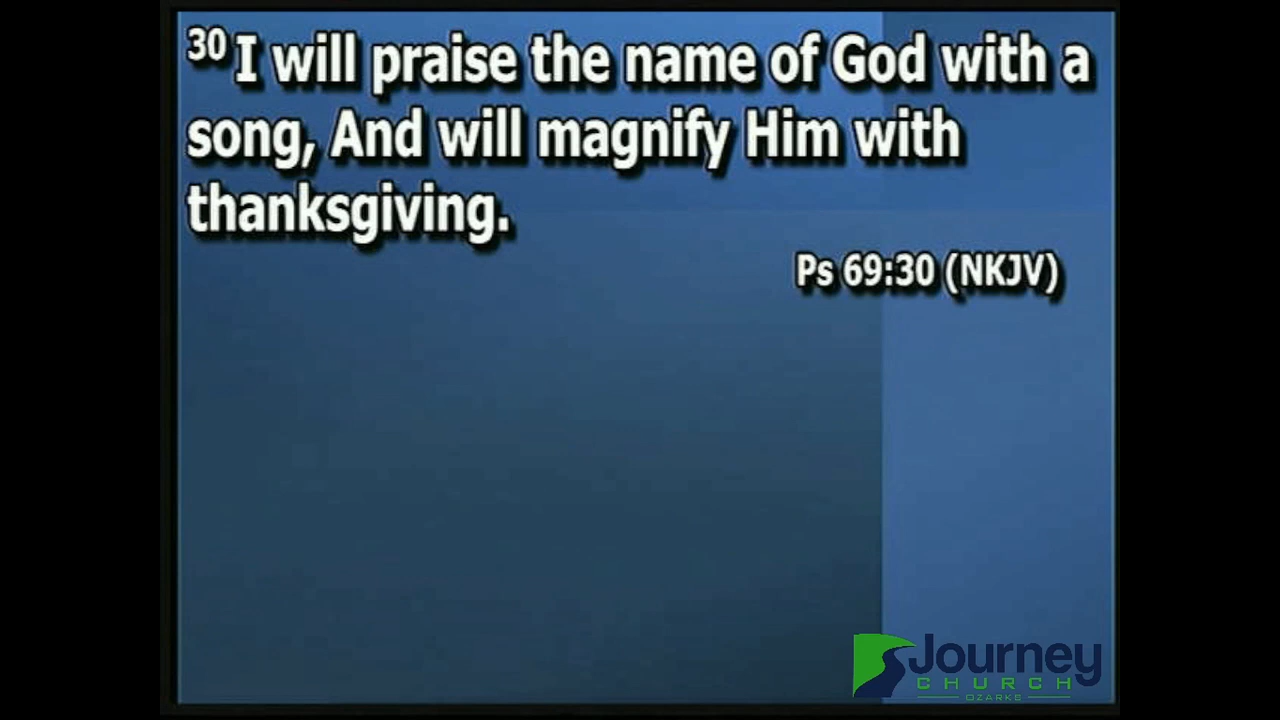 30 I will praise the name of God with a
song, And will magnify Him with
thanksgiving.
Ps 69:30 (NKJV)
Journey
CHURCH
OZARKS